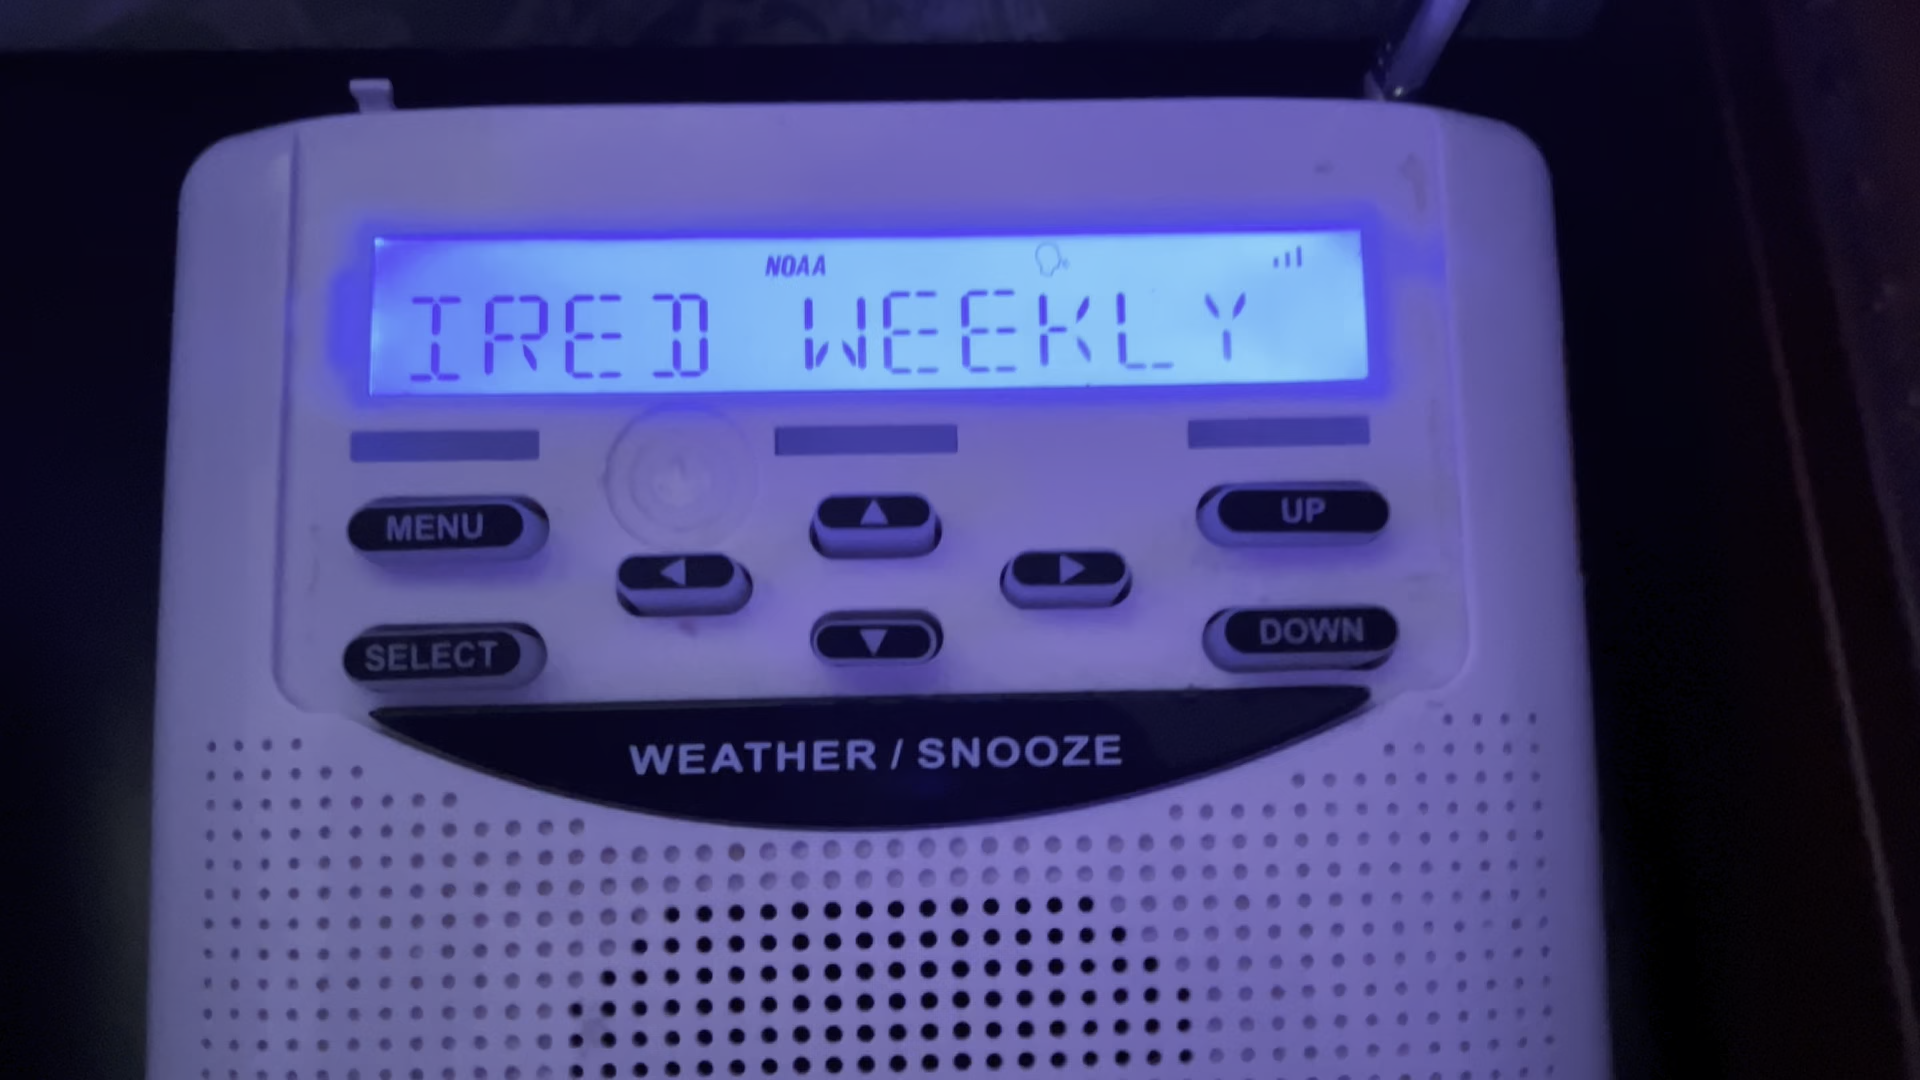 NOAA
IRED WEEKLY
MENU
UP
SELECT
DOWN
WEATHER / SNOOZE